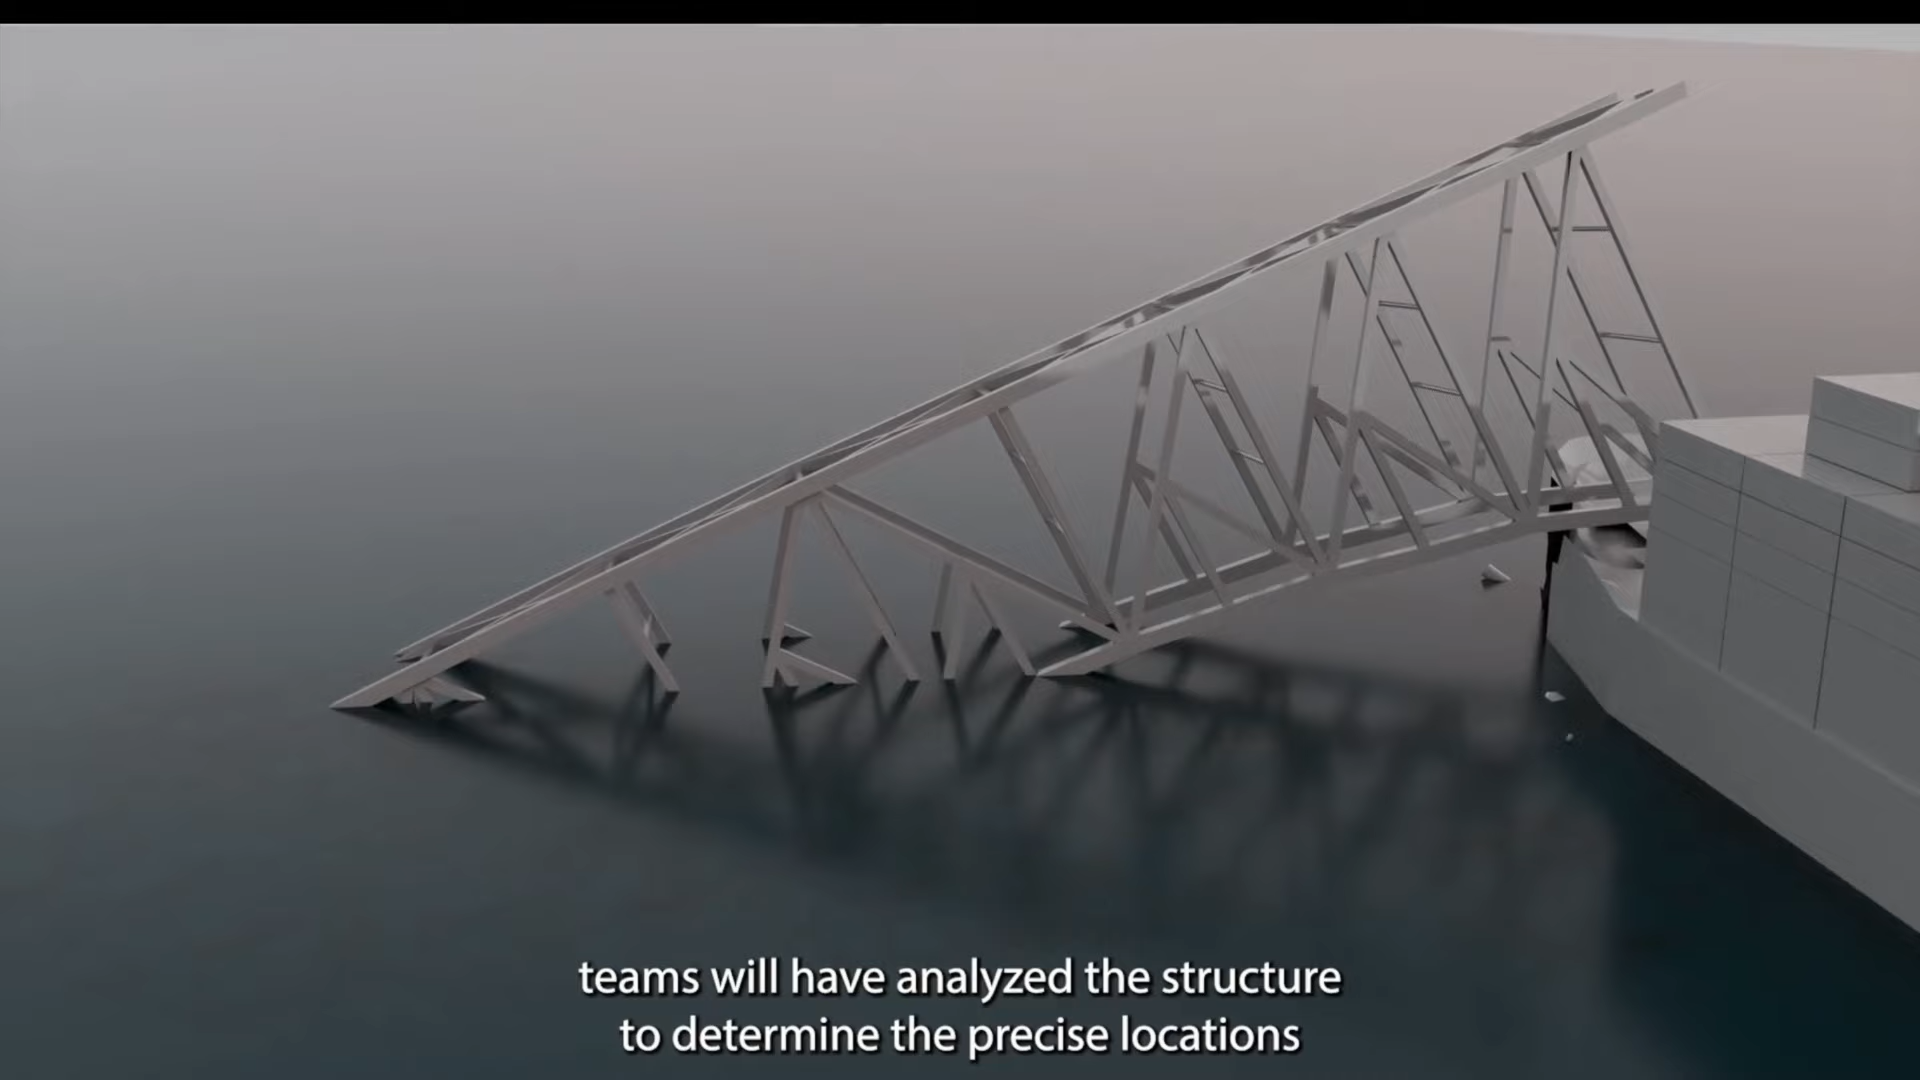 teams will have analyzed the structure
to determine the precise locations